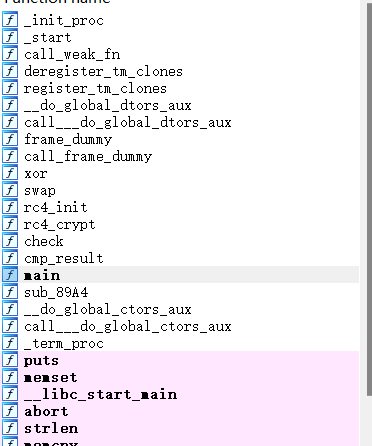 Function name
_init_proc
_start
call_weak_fn
deregister_tm_clones
register_tm_clones
__do_global_dtors_aux
call___do_global_dtors_aux
frame_dummy
call_frame_dummy
xor
swap
rc4_init
rc4_crypt
check
cmp_result
main
sub_89A4
__do_global_ctors_aux
call___do_global_ctors_aux
_term_proc
puts
memset
__libc_start_main
abort
strlen
memcpy